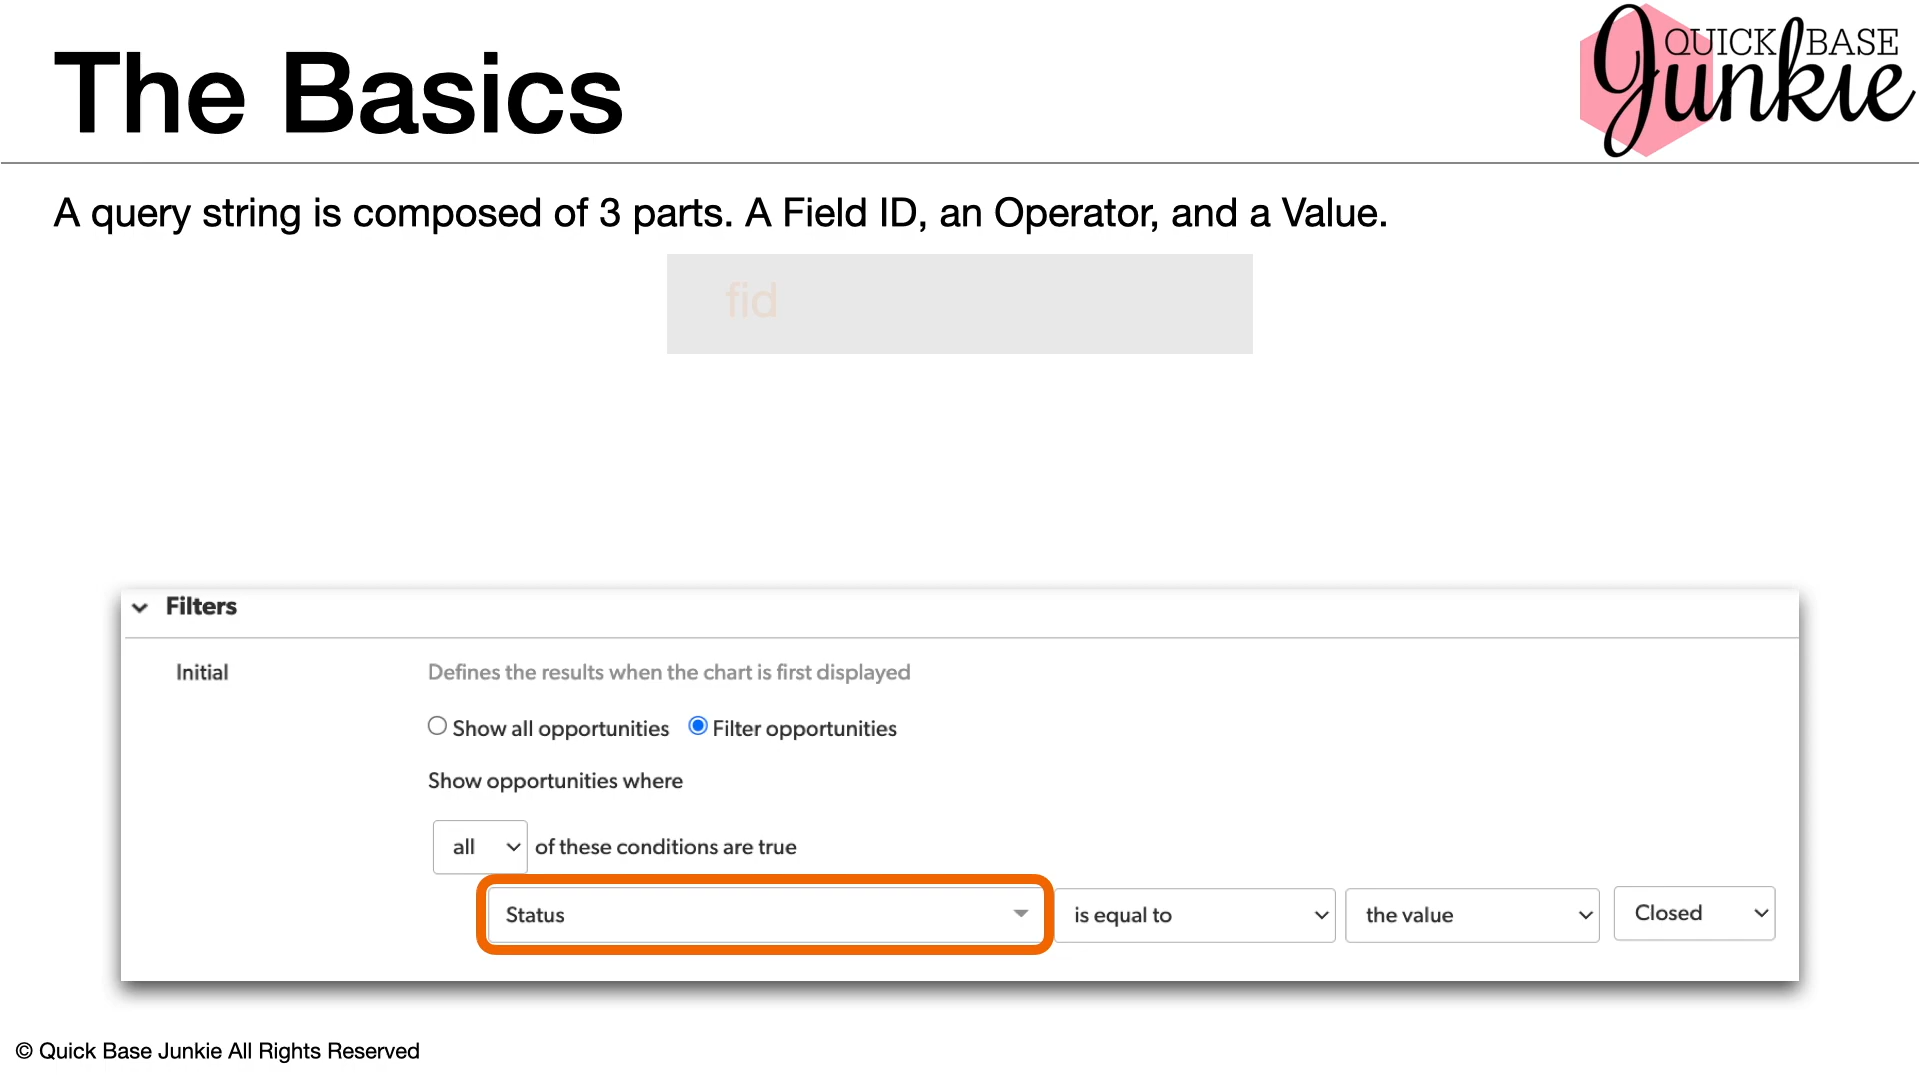 The Basics
QUICK BASE
Junkie
A query string is composed of 3 parts. A Field ID, an Operator, and a Value.
fid
Filters
Initial
Defines the results when the chart is first displayed
Show all opportunities Filter opportunities
Show opportunities where
all of these conditions are true
Status is equal to the value Closed
© Quick Base Junkie All Rights Reserved